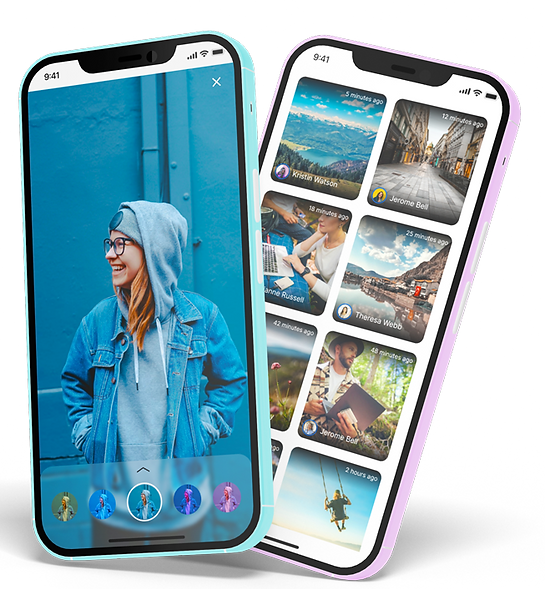 9:41
9:41
5 minutes ago
Kristin Watson
12 minutes ago
Jerome Bell
18 minutes ago
anne Russell
25 minutes ago
Theresa Webb
42 minutes ago
48 minutes ago
Jerome Bell
2 hours ago